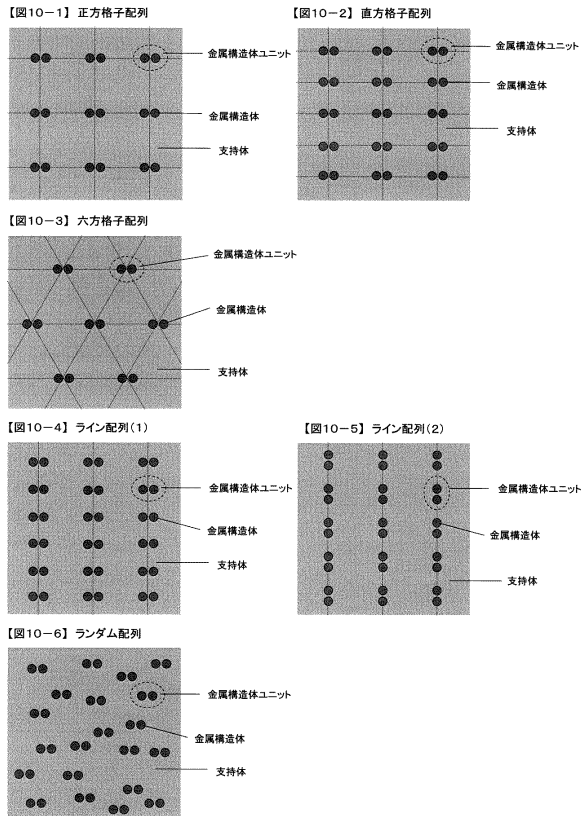 【図10-1】 正方格子配列
金属構造体ユニット
金属構造体
支持体
【図10-2】 直方格子配列
金属構造体ユニット
金属構造体
支持体
【図10-3】 六方格子配列
金属構造体ユニット
金属構造体
支持体
【図10-4】 ライン配列(1)
金属構造体ユニット
金属構造体
支持体
【図10-5】 ライン配列(2)
金属構造体ユニット
金属構造体
支持体
【図10-6】 ランダム配列
金属構造体ユニット
金属構造体
支持体